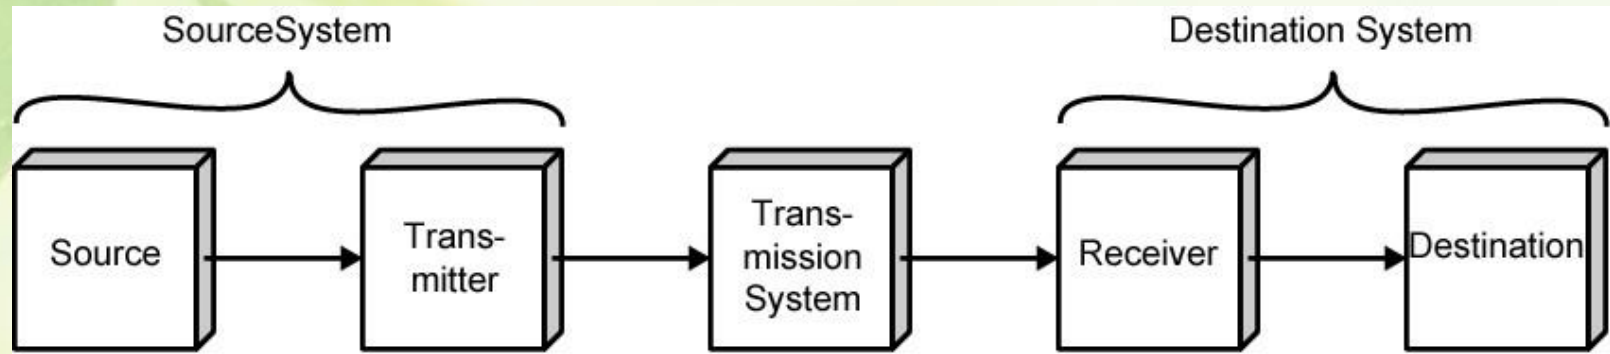 SourceSystem
Destination System
Source
Trans-
mitter
Trans-
mission
System
Receiver
Destination